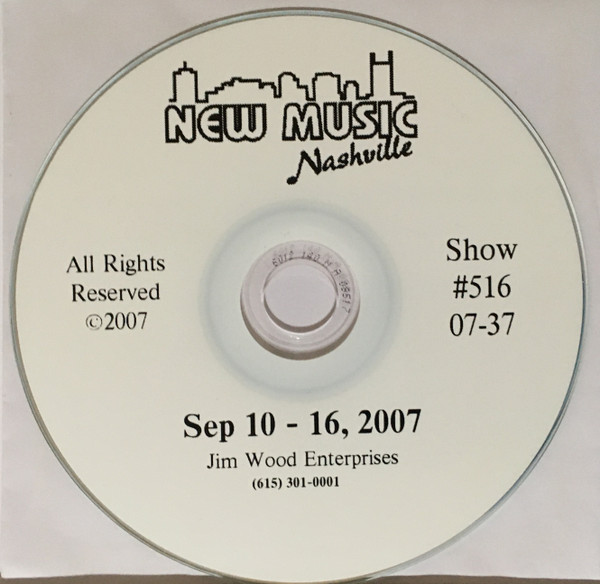 NEW MUSIC
Nashville
All Rights
Reserved
©2007
Show
#516
07-37
Sep 10 - 16, 2007
Jim Wood Enterprises
(615) 301-0001